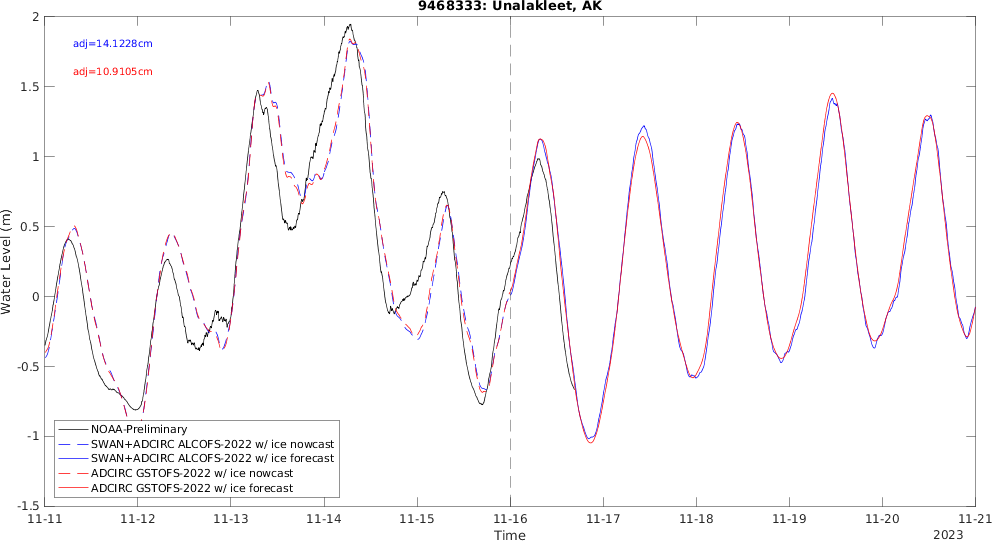 9468333: Unalakleet, AK
2
adj=14.1228cm
adj=10.9105cm
1.5
1
0.5
0
-0.5
-1
-1.5
Water Level (m)
NOAA-Preliminary
SWAN+ADCIRC ALCOFS-2022 w/ ice nowcast
SWAN+ADCIRC ALCOFS-2022 w/ ice forecast
ADCIRC GSTOFS-2022 w/ ice nowcast
ADCIRC GSTOFS-2022 w/ ice forecast
11-11 11-12 11-13 11-14 11-15 11-16 11-17 11-18 11-19 11-20 11-21
Time
2023